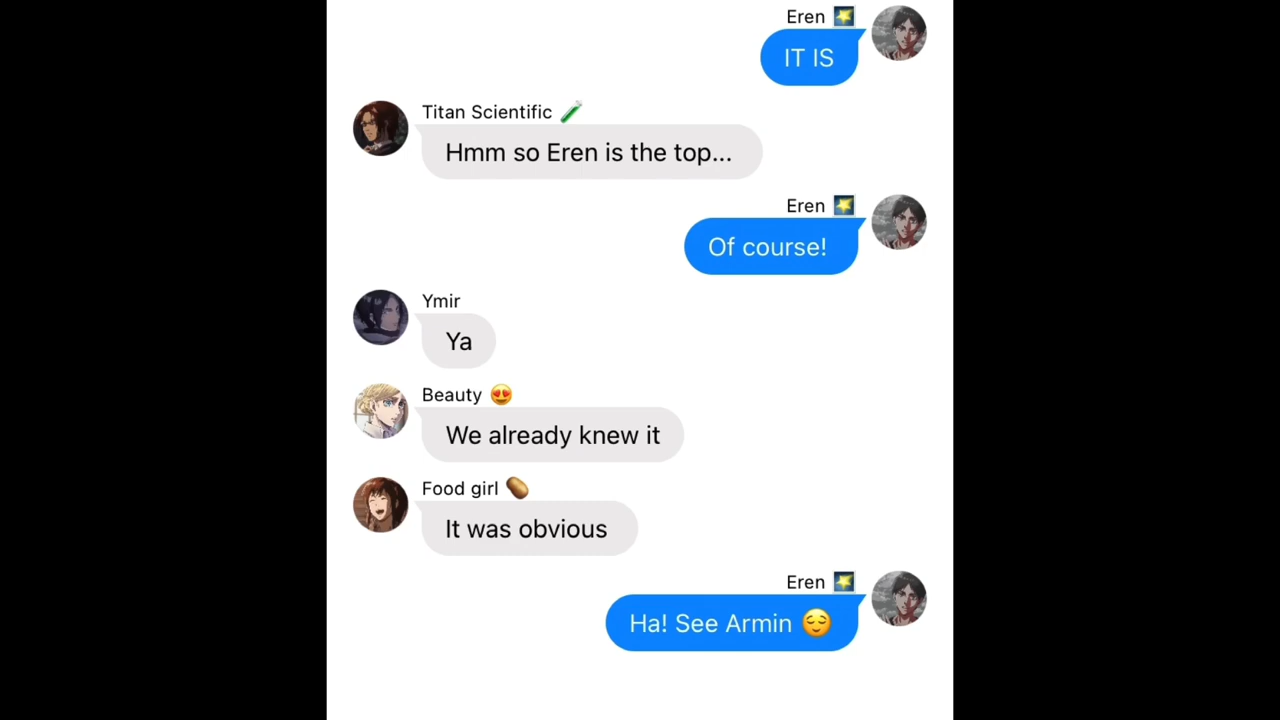 Eren 🌠
IT IS
Titan Scientific 🧪
Hmm so Eren is the top...
Eren 🌠
Of course!
Ymir
Ya
Beauty 😍
We already knew it
Food girl 🥔
It was obvious
Eren 🌠
Ha! See Armin 😌